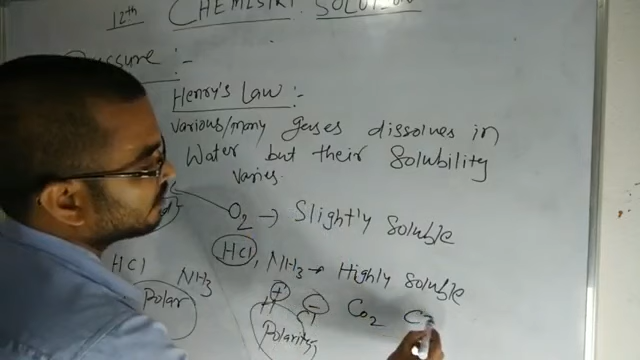 12th CHEMISTRY SOLUTION
Pressure :-
Henry's Law :-
Various/many gases dissolves in
Water but their Solubility
Varies.
O2 → Slightly Soluble
HCl, NH3 → Highly Soluble
HCl NH3
Polar
+ -
H Cl
Polarity
Co2